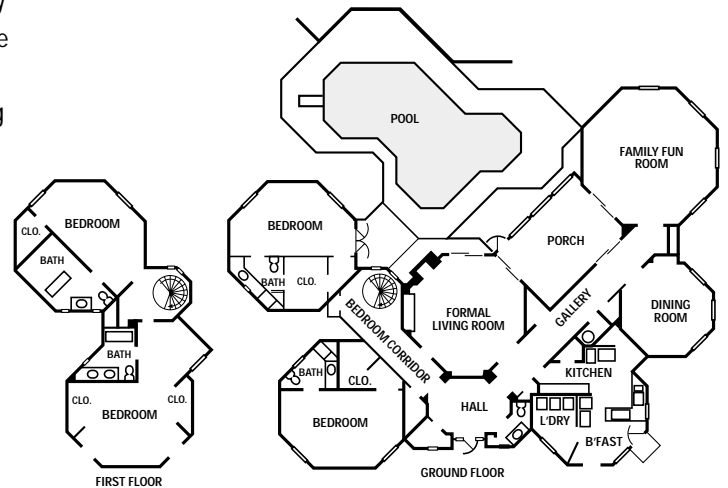 y
e
g
BEDROOM
CLO.
BATH
BATH
CLO.
CLO.
BEDROOM
FIRST FLOOR
POOL
FAMILY FUN
ROOM
BEDROOM
BATH
CLO.
PORCH
FORMAL
LIVING ROOM
GALLERY
DINING
ROOM
BEDROOM CORRIDOR
KITCHEN
BATH
CLO.
HALL
L'DRY
BEDROOM
B'FAST
GROUND FLOOR